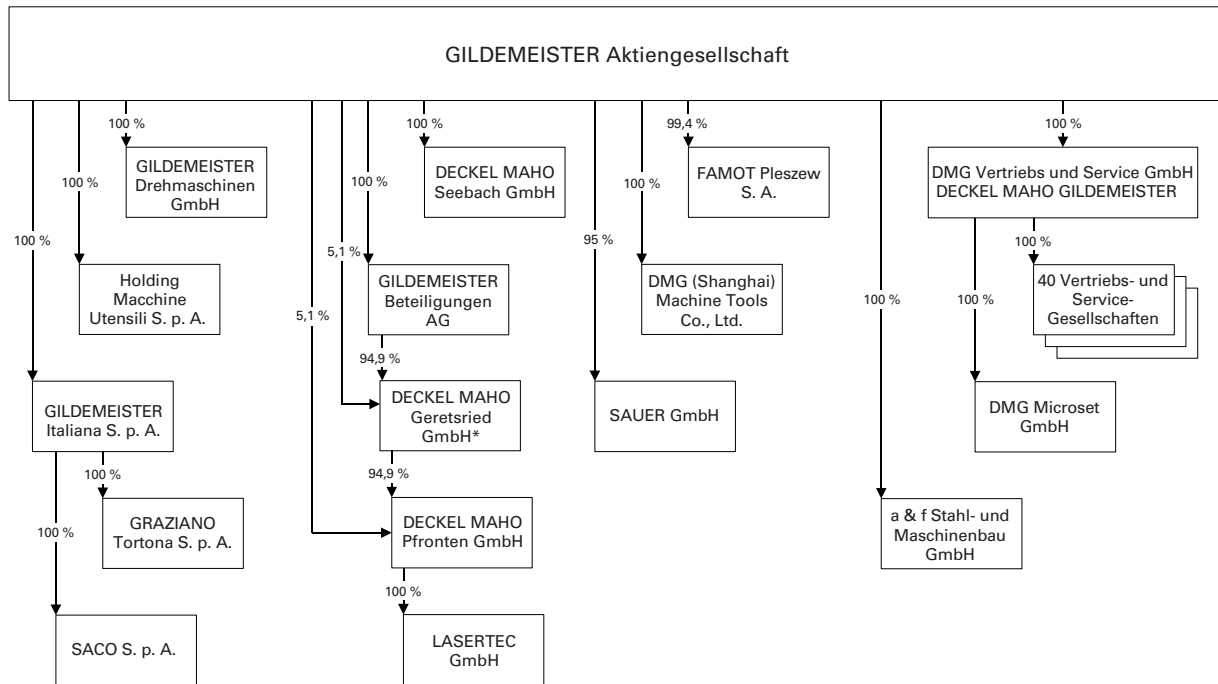 GILDEMEISTER Aktiengesellschaft
100 %
100 %
99,4 %
100 %
GILDEMEISTER
Drehmaschinen
GmbH
DECKEL MAHO
Seebach GmbH
FAMOT Pleszew
S. A.
DMG Vertriebs und Service GmbH
DECKEL MAHO GILDEMEISTER
100 %
100 %
100 %
100 %
5,1 %
95 %
100 %
Holding
Macchine
Utensili S. p. A.
GILDEMEISTER
Beteiligungen
AG
DMG (Shanghai)
Machine Tools
Co., Ltd.
40 Vertriebs- und
Service-
Gesellschaften
100 %
100 %
5,1 %
94,9 %
GILDEMEISTER
Italiana S. p. A.
DECKEL MAHO
Geretsried
GmbH*
SAUER GmbH
DMG Microset
GmbH
100 %
94,9 %
100 %
GRAZIANO
Tortona S. p. A.
DECKEL MAHO
Pfronten GmbH
a & f Stahl- und
Maschinenbau
GmbH
100 %
SACO S. p. A.
LASERTEC
GmbH